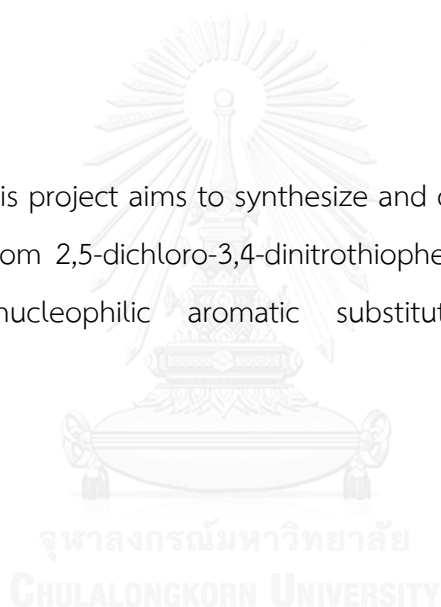 is project aims to synthesize and
om 2,5-dichloro-3,4-dinitrothiophe
nucleophilic aromatic substitut
จุฬาลงกรณ์มหาวิทยาลัย
CHULALONGKORN UNIVERSITY